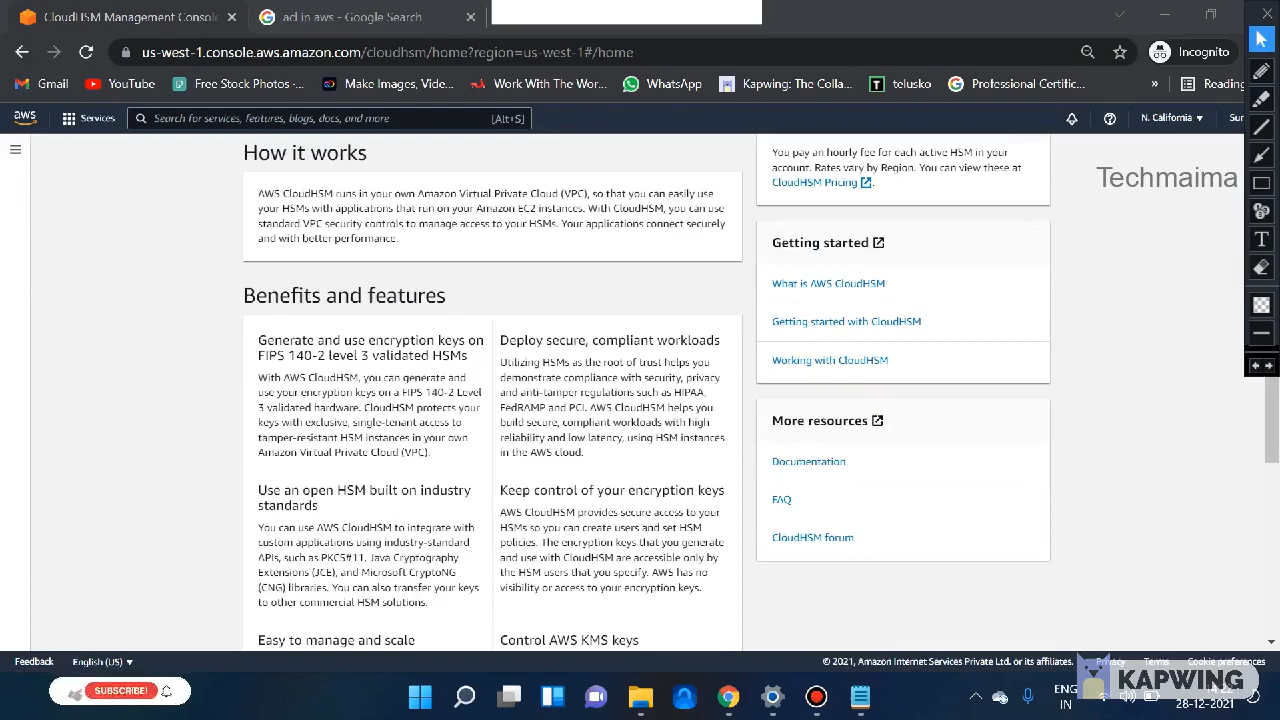 CloudHSM Management Consol
acl in aws - Google Search
us-west-1.console.aws.amazon.com/cloudhsm/home?region=us-west-1#/home
Incognito
Gmail
YouTube
Free Stock Photos -...
Make Images, Vide...
Work With The Wor...
WhatsApp
Kapwing: The Crea...
telusko
Professional Certific...
»
Reading
aws
Services
Search for services, features, blogs, docs, and more
[Alt+S]
N. California
How it works
AWS CloudHSM runs in your own Amazon Virtual Private Cloud (VPC), so that you can easily use
your HSMs with applications that run on your Amazon EC2 instances. With CloudHSM, you can use
standard VPC security controls to manage access to your HSMs. Your applications connect securely
and with better performance.
Benefits and features
Generate and use encryption keys on
FIPS 140-2 level 3 validated HSMs
With AWS CloudHSM, you can generate and
use your encryption keys on a FIPS 140-2 Level
3 validated hardware. CloudHSM protects your
keys with exclusive, single-tenant access to
tamper-resistant HSM instances in your own
Amazon Virtual Private Cloud (VPC).
Deploy secure, compliant workloads
Utilizing HSMs as the root of trust helps you
demonstrate compliance with security, privacy
and anti-tamper regulations such as HIPAA,
FedRAMP and PCI. AWS CloudHSM helps you
build secure, compliant workloads with high
reliability and low latency, using HSM instances
in the AWS cloud.
Use an open HSM built on industry
standards
You can use AWS CloudHSM to integrate with
custom applications using industry-standard
APIs, such as PKCS#11, Java Cryptography
Extensions (JCE), and Microsoft CryptoNG
(CNG) libraries. You can also transfer your keys
to other commercial HSM solutions.
Keep control of your encryption keys
AWS CloudHSM provides secure access to your
HSMs so you can create users and set HSM
policies. The encryption keys that you generate
and use with CloudHSM are accessible only by
the HSM users that you specify. AWS has no
visibility or access to your encryption keys.
Easy to manage and scale
Control AWS KMS keys
You pay an hourly fee for each active HSM in your
account. Rates vary by Region. You can view these at
CloudHSM Pricing .
Getting started
What is AWS CloudHSM
Getting started with CloudHSM
Working with CloudHSM
More resources
Documentation
FAQ
CloudHSM forum
Techmaima
T
Feedback
English (US)
© 2021, Amazon Internet Services Private Ltd. or its affiliates.
Privacy
Terms
Cookie preferences
SUBSCRIBE!
KAPWING
ENG
IN
14:22
28-12-2021